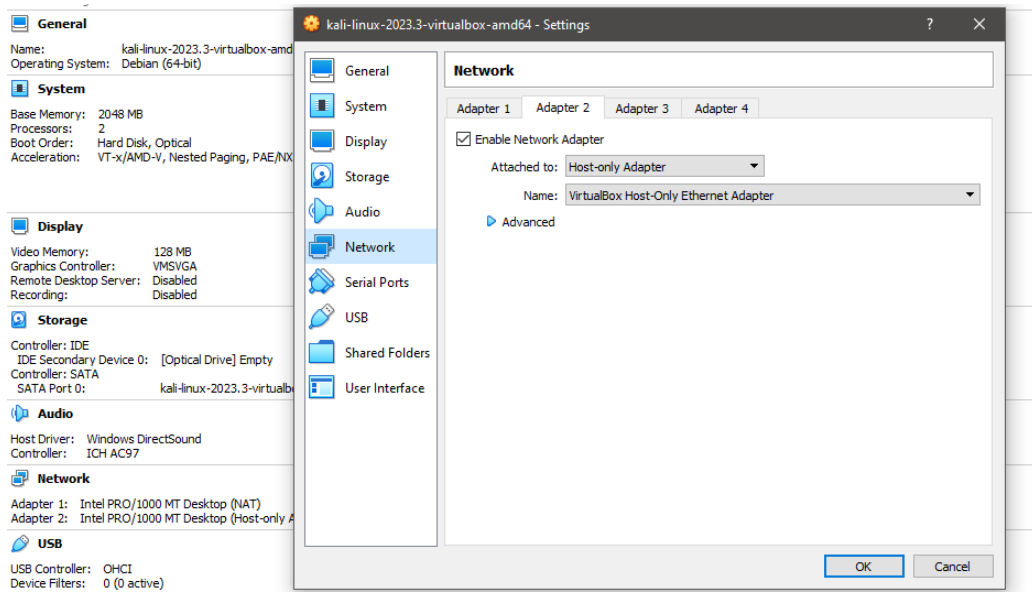 General
Name: kali-linux-2023.3-virtualbox-amd
Operating System: Debian (64-bit)
System
Base Memory: 2048 MB
Processors: 2
Boot Order: Hard Disk, Optical
Acceleration: VT-x/AMD-V, Nested Paging, PAE/NX
Display
Video Memory: 128 MB
Graphics Controller: VMSVGA
Remote Desktop Server: Disabled
Recording: Disabled
Storage
Controller: IDE
IDE Secondary Device 0: [Optical Drive] Empty
Controller: SATA
SATA Port 0: kali-linux-2023.3-virtualb
Audio
Host Driver: Windows DirectSound
Controller: ICH AC97
Network
Adapter 1: Intel PRO/1000 MT Desktop (NAT)
Adapter 2: Intel PRO/1000 MT Desktop (Host-only A
USB
USB Controller: OHCI
Device Filters: 0 (0 active)
kali-linux-2023.3-virtualbox-amd64 - Settings
General
System
Display
Storage
Audio
Network
Serial Ports
USB
Shared Folders
User Interface
Network
Adapter 1 Adapter 2 Adapter 3 Adapter 4
Enable Network Adapter
Attached to: Host-only Adapter
Name: VirtualBox Host-Only Ethernet Adapter
Advanced
OK Cancel